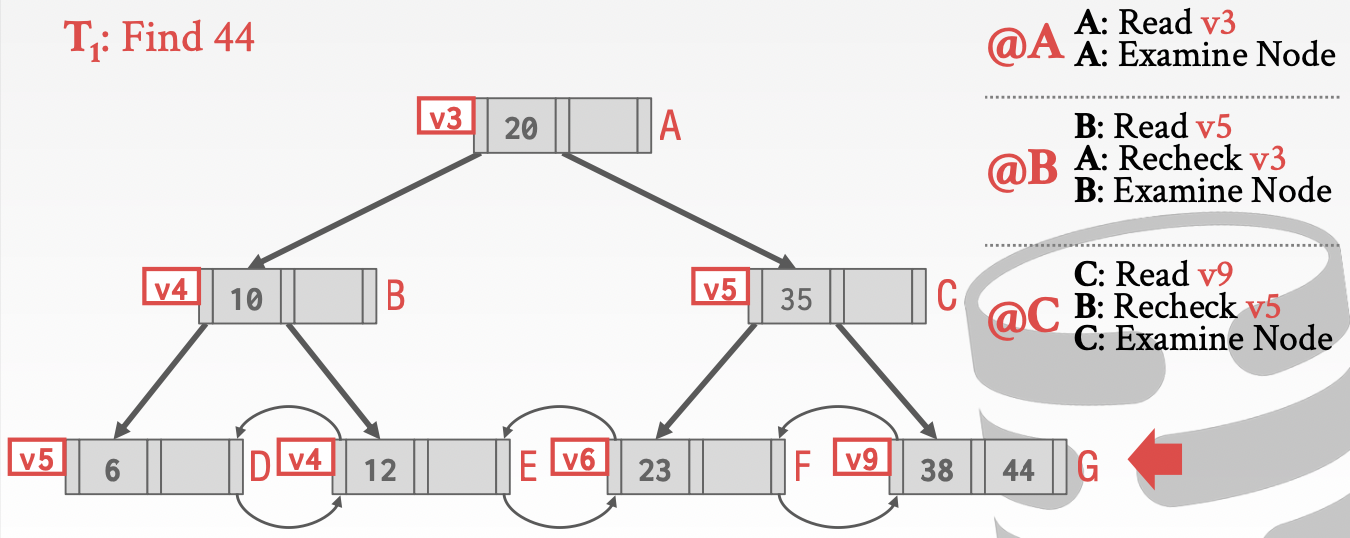 T1: Find 44
@A
A: Read v3
A: Examine Node
v3
20
A
@B
B: Read v5
A: Recheck v3
B: Examine Node
v4
10
B
v5
35
C
@C
C: Read v9
B: Recheck v5
C: Examine Node
v5
6
D
v4
12
E
v6
23
F
v9
38
44
G